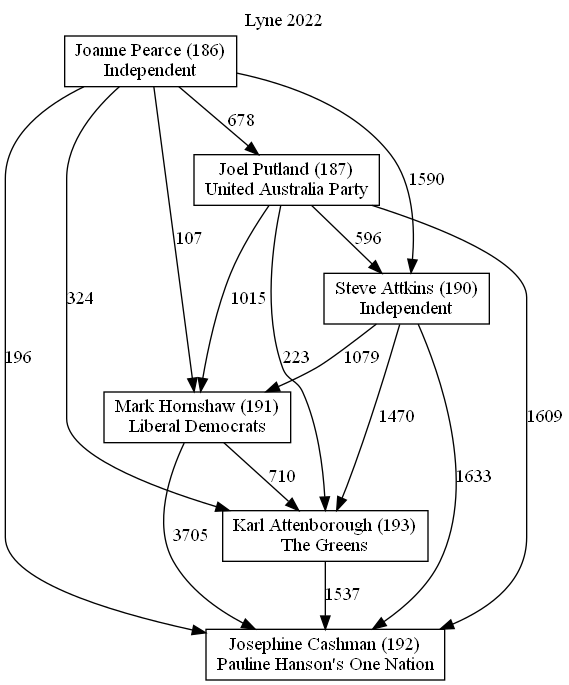 Lyne 2022
Joanne Pearce (186)
Independent
678
Joel Putland (187)
United Australia Party
1590
596
Steve Attkins (190)
Independent
107
1015
324
196
223
1079
1470
1609
1633
Mark Hornshaw (191)
Liberal Democrats
710
3705
Karl Attenborough (193)
The Greens
1537
Josephine Cashman (192)
Pauline Hanson's One Nation